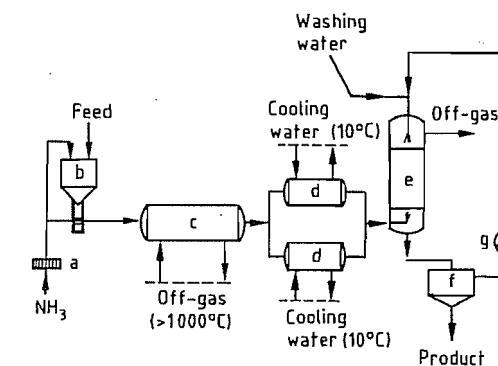 Washing
water
Feed
Cooling
water (10°C)
Off-gas
b
d
e
c
a
d
g
f
NH3
Off-gas
(>1000°C)
Cooling
water (10°C)
Product